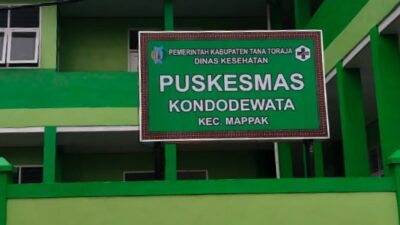 PEMERINTAH KABUPATEN TANA TORAJA
DINAS KESEHATAN
PUSKESMAS
KONDODEWATA
KEC. MAPPAK